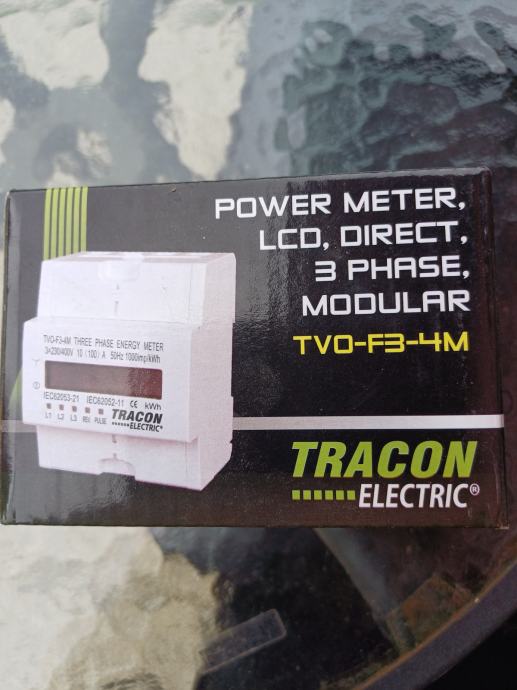 POWER METER,
LCD, DIRECT,
3 PHASE,
MODULAR
TVO-F3-4M
TVO-F3-4M THREE PHASE ENERGY METER
3×230/400V 10(100)A 50Hz 1000imp/kWh
IEC62053-21 IEC62052-11 CE kWh
L1 L2 L3 REV. PULSE
TRACON
ELECTRIC®
TRACON
ELECTRIC®